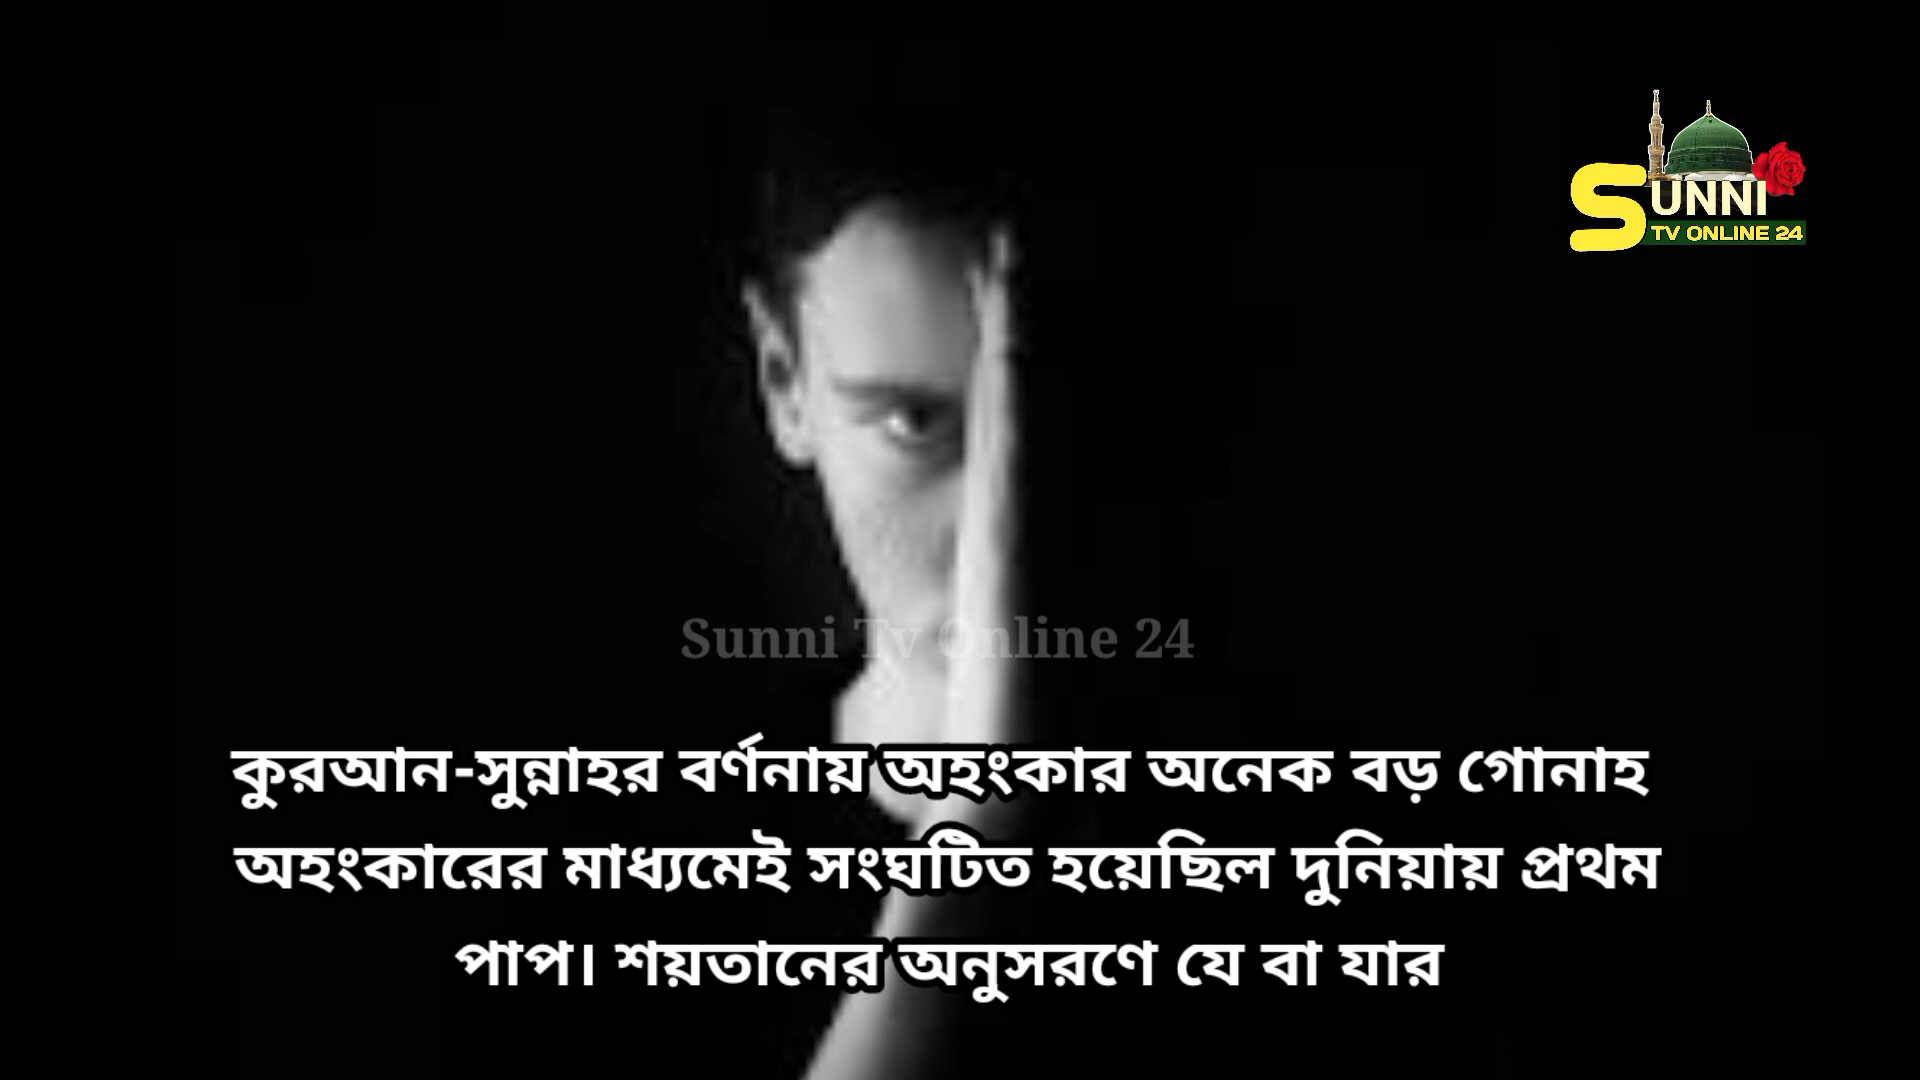 SUNNI
TV ONLINE 24
Sunni Tv Online 24
কুরআন-সুন্নাহর বর্ণনায় অহংকার অনেক বড় গোনাহ
অহংকারের মাধ্যমেই সংঘটিত হয়েছিল দুনিয়ায় প্রথম
পাপ। শয়তানের অনুসরণে যে বা যার